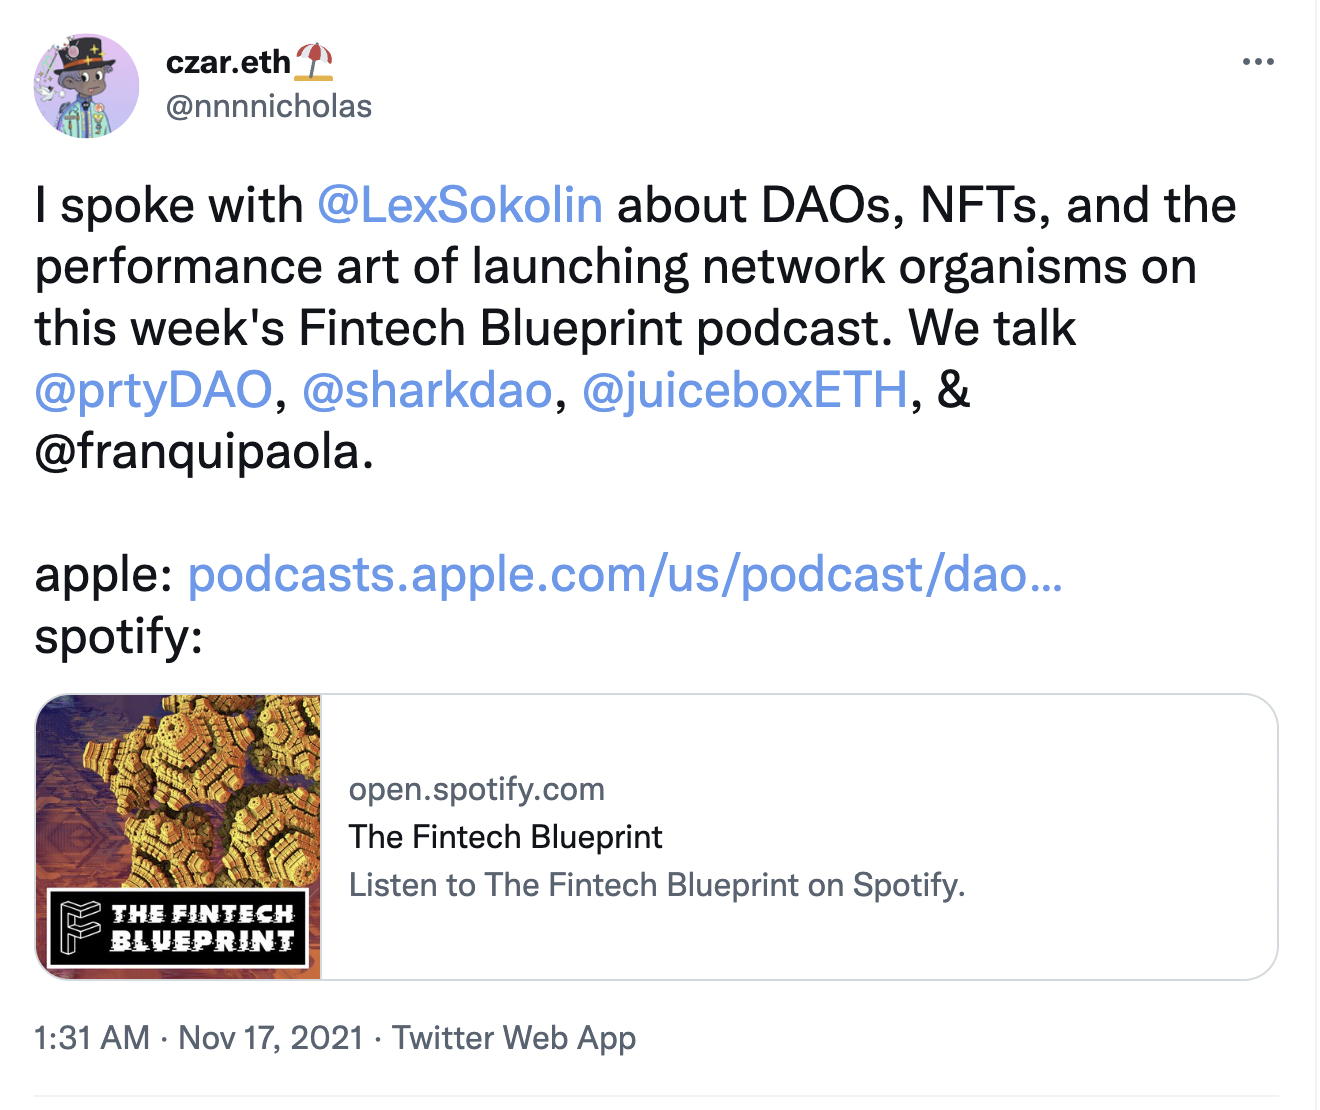 czar.eth🏖️
@nnnnicholas
I spoke with @LexSokolin about DAOs, NFTs, and the
performance art of launching network organisms on
this week's Fintech Blueprint podcast. We talk
@prtyDAO, @sharkdao, @juiceboxETH, &
@franquipaola.
apple: podcasts.apple.com/us/podcast/dao…
spotify:
open.spotify.com
The Fintech Blueprint
Listen to The Fintech Blueprint on Spotify.
THE FINTECH
BLUEPRINT
1:31 AM · Nov 17, 2021 · Twitter Web App